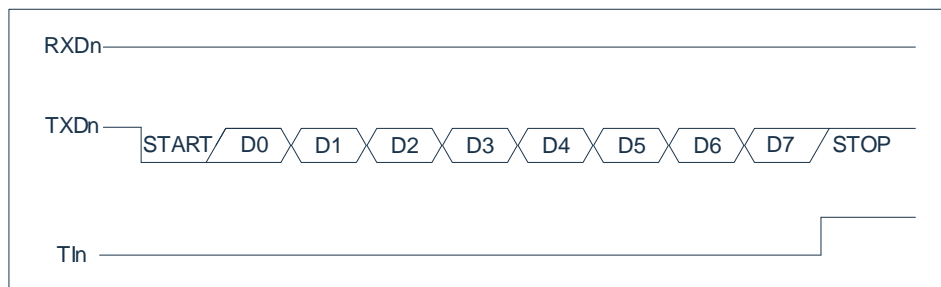 RXDn
TXDn
START D0 D1 D2 D3 D4 D5 D6 D7 STOP
TIn